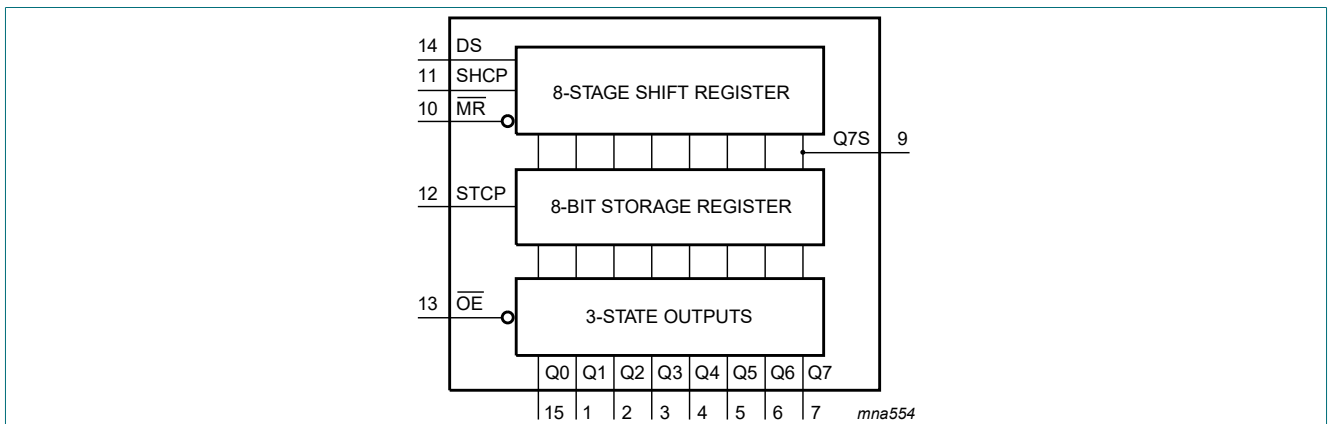 14 DS
11 SHCP
10 M̅R̅
8-STAGE SHIFT REGISTER
Q7S 9
12 STCP
8-BIT STORAGE REGISTER
13 O̅E̅
3-STATE OUTPUTS
Q0 Q1 Q2 Q3 Q4 Q5 Q6 Q7
15 1 2 3 4 5 6 7
mna554